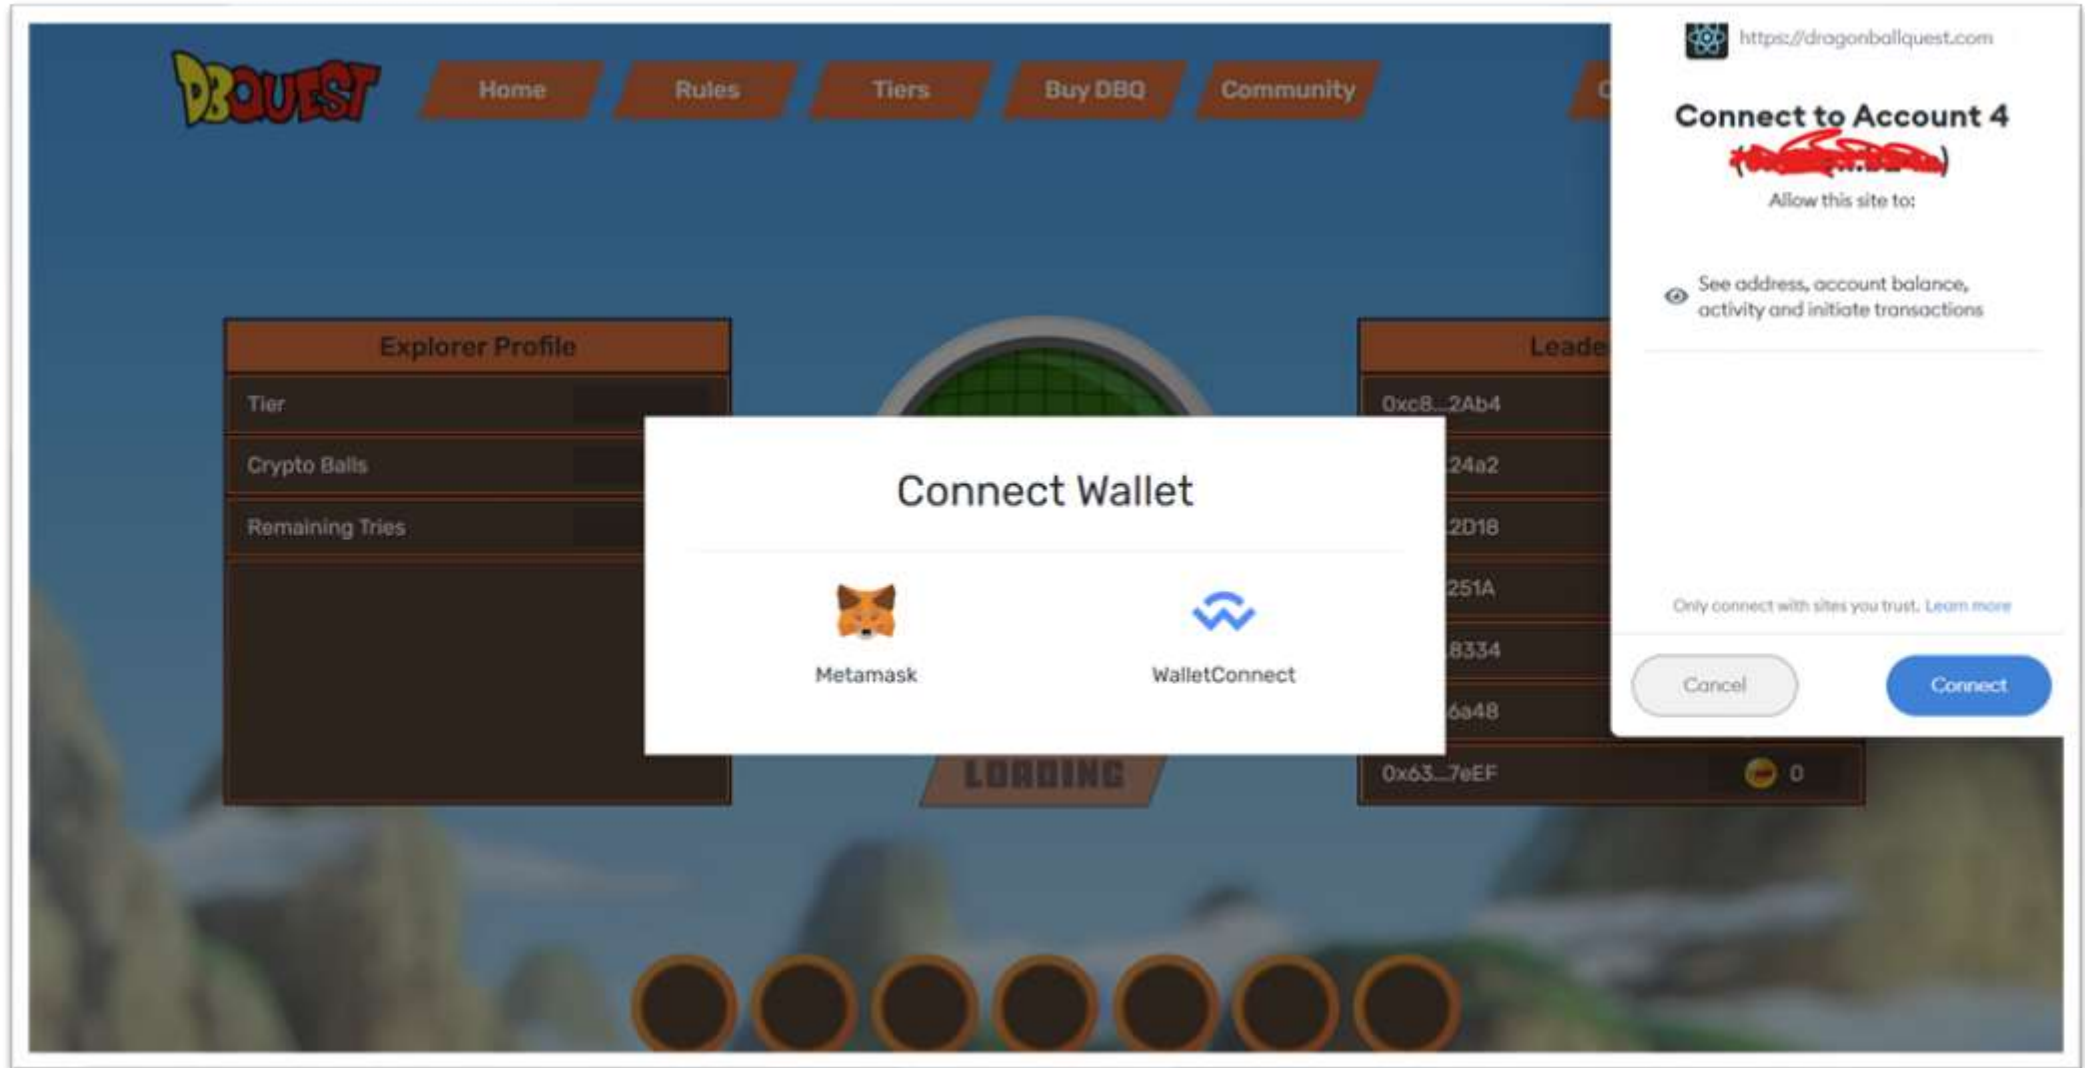 DBQUEST
Home
Rules
Tiers
Buy DBQ
Community
C
https://dragonballquest.com
Connect to Account 4
Allow this site to:
See address, account balance,
activity and initiate transactions
Only connect with sites you trust. Learn more
Cancel
Connect
Explorer Profile
Tier
Crypto Balls
Remaining Tries
Connect Wallet
Metamask
WalletConnect
LOADING
Leade
0xc8...2Ab4
.24a2
.2D18
251A
.8334
6a48
0x63...7eEF
0